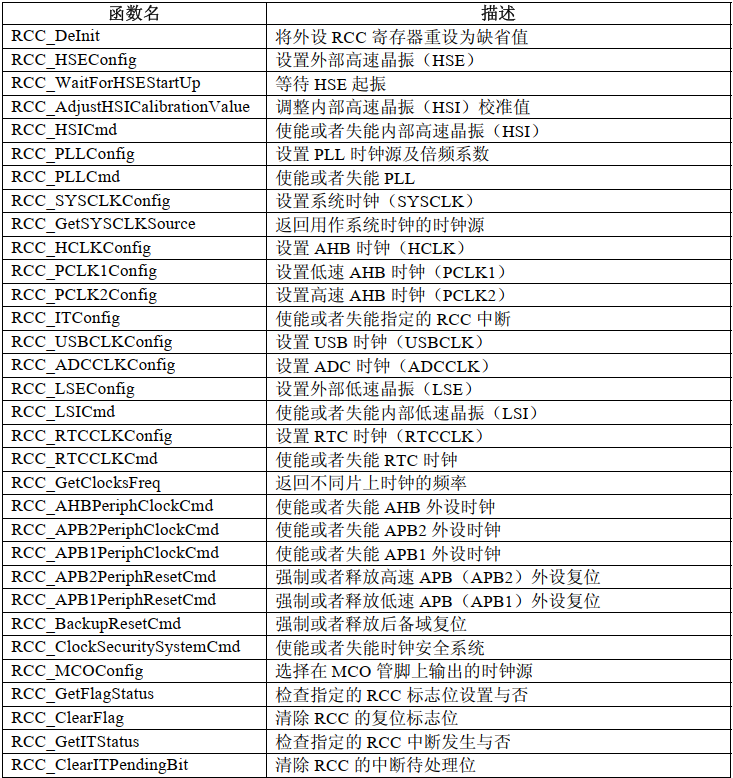 函数名 描述
RCC_DeInit 将外设 RCC 寄存器重设为缺省值
RCC_HSEConfig 设置外部高速晶振（HSE）
RCC_WaitForHSEStartUp 等待 HSE 起振
RCC_AdjustHSICalibrationValue 调整内部高速晶振（HSI）校准值
RCC_HSICmd 使能或者失能内部高速晶振（HSI）
RCC_PLLConfig 设置 PLL 时钟源及倍频系数
RCC_PLLCmd 使能或者失能 PLL
RCC_SYSCLKConfig 设置系统时钟（SYSCLK）
RCC_GetSYSCLKSource 返回用作系统时钟的时钟源
RCC_HCLKConfig 设置 AHB 时钟（HCLK）
RCC_PCLK1Config 设置低速 AHB 时钟（PCLK1）
RCC_PCLK2Config 设置高速 AHB 时钟（PCLK2）
RCC_ITConfig 使能或者失能指定的 RCC 中断
RCC_USBCLKConfig 设置 USB 时钟（USBCLK）
RCC_ADCCLKConfig 设置 ADC 时钟（ADCCLK）
RCC_LSEConfig 设置外部低速晶振（LSE）
RCC_LSICmd 使能或者失能内部低速晶振（LSI）
RCC_RTCCLKConfig 设置 RTC 时钟（RTCCLK）
RCC_RTCCLKCmd 使能或者失能 RTC 时钟
RCC_GetClocksFreq 返回不同片上时钟的频率
RCC_AHBPeriphClockCmd 使能或者失能 AHB 外设时钟
RCC_APB2PeriphClockCmd 使能或者失能 APB2 外设时钟
RCC_APB1PeriphClockCmd 使能或者失能 APB1 外设时钟
RCC_APB2PeriphResetCmd 强制或者释放高速 APB（APB2）外设复位
RCC_APB1PeriphResetCmd 强制或者释放低速 APB（APB1）外设复位
RCC_BackupResetCmd 强制或者释放后备域复位
RCC_ClockSecuritySystemCmd 使能或者失能时钟安全系统
RCC_MCOConfig 选择在 MCO 管脚上输出的时钟源
RCC_GetFlagStatus 检查指定的 RCC 标志位设置与否
RCC_ClearFlag 清除 RCC 的复位标志位
RCC_GetITStatus 检查指定的 RCC 中断发生与否
RCC_ClearITPendingBit 清除 RCC 的中断待处理位